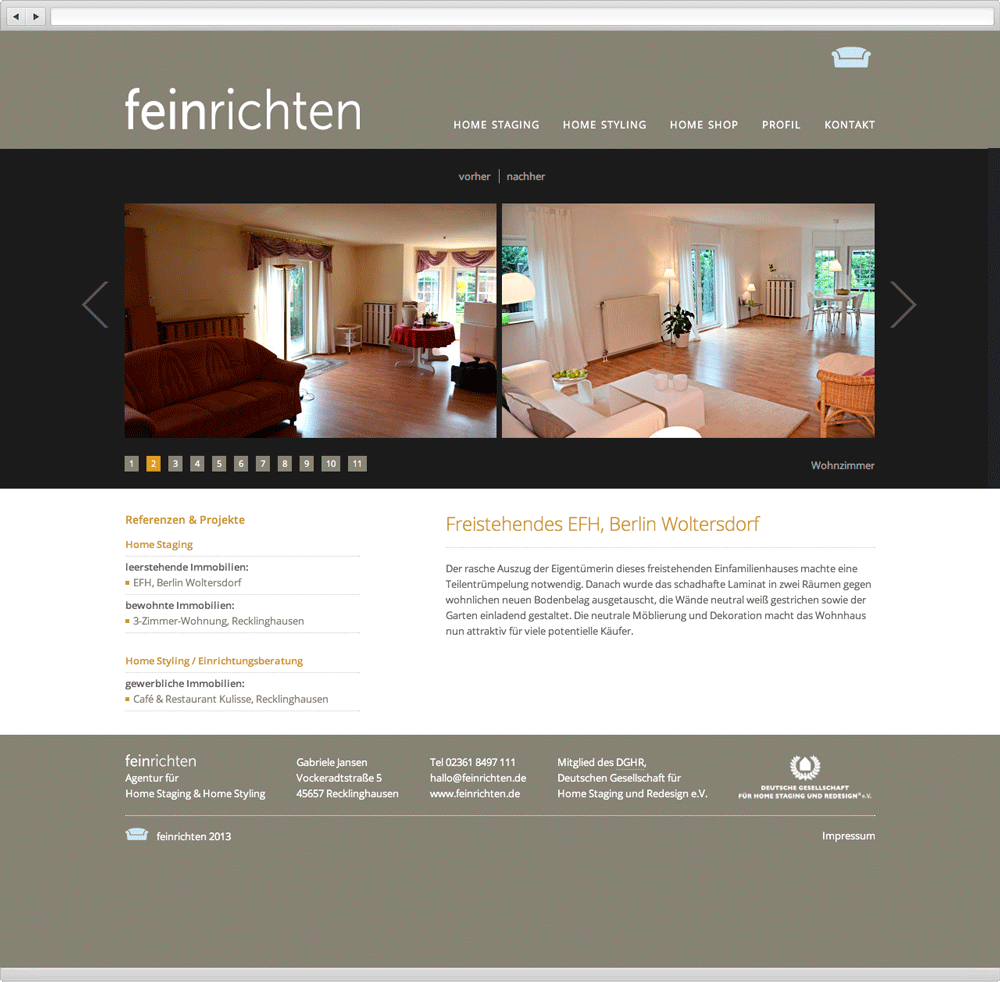 feinrichten
HOME STAGING HOME STYLING HOME SHOP PROFIL KONTAKT
vorher | nachher
1 2 3 4 5 6 7 8 9 10 11
Wohnzimmer
Referenzen & Projekte
Home Staging
leerstehende Immobilien:
EFH, Berlin Woltersdorf
bewohnte Immobilien:
3-Zimmer-Wohnung, Recklinghausen
Home Styling / Einrichtungsberatung
gewerbliche Immobilien:
Café & Restaurant Kulisse, Recklinghausen
Freistehendes EFH, Berlin Woltersdorf
Der rasche Auszug der Eigentümerin dieses freistehenden Einfamilienhauses machte eine
Teilentrümpelung notwendig. Danach wurde das schadhafte Laminat in zwei Räumen gegen
wohnlichen neuen Bodenbelag ausgetauscht, die Wände neutral weiß gestrichen sowie der
Garten einladend gestaltet. Die neutrale Möblierung und Dekoration macht das Wohnhaus
nun attraktiv für viele potentielle Käufer.
feinrichten
Agentur für
Home Staging & Home Styling
Gabriele Jansen
Vockeradtstraße 5
45657 Recklinghausen
Tel 02361 8497 111
hallo@feinrichten.de
www.feinrichten.de
Mitglied des DGHR,
Deutschen Gesellschaft für
Home Staging und Redesign e.V.
DEUTSCHE GESELLSCHAFT
FÜR HOME STAGING UND REDESIGN® e.V.
feinrichten 2013
Impressum